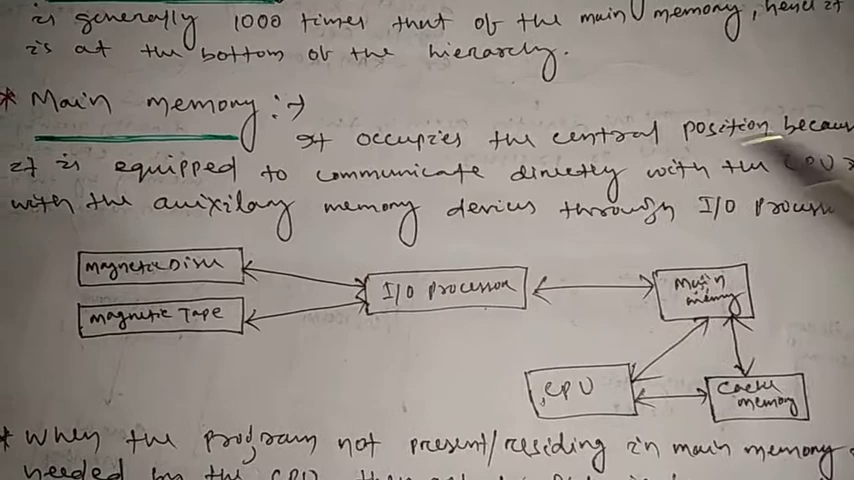 is generally 1000 times that of the main memory, hence it
is at the bottom of the hierarchy.
* Main memory :→
It occupies the central position becau
it is equipped to communicate directly with the CPU &
with the auxilary memory devices through I/O Process
Magnetic Disk
I/O processor
Main memory
Magnetic Tape
CPU
Cache memory
* When the program not present/residing in main memory
needed by the CPU